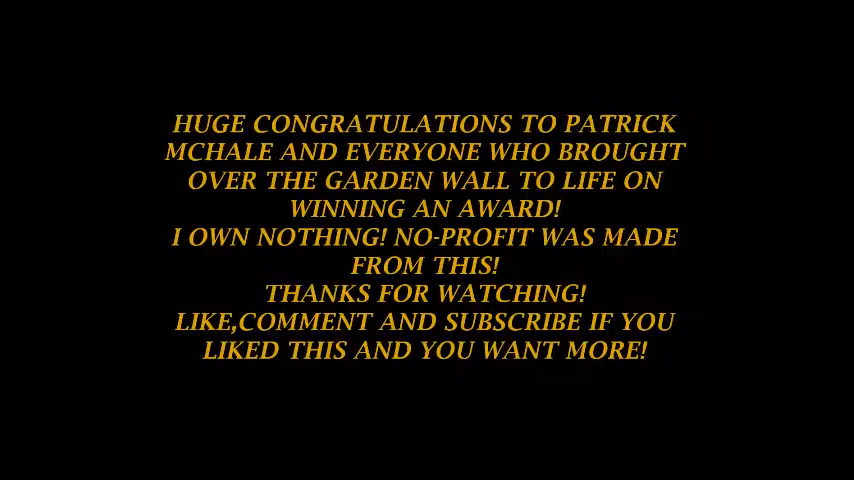 HUGE CONGRATULATIONS TO PATRICK
MCHALE AND EVERYONE WHO BROUGHT
OVER THE GARDEN WALL TO LIFE ON
WINNING AN AWARD!
I OWN NOTHING! NO-PROFIT WAS MADE
FROM THIS!
THANKS FOR WATCHING!
LIKE,COMMENT AND SUBSCRIBE IF YOU
LIKED THIS AND YOU WANT MORE!